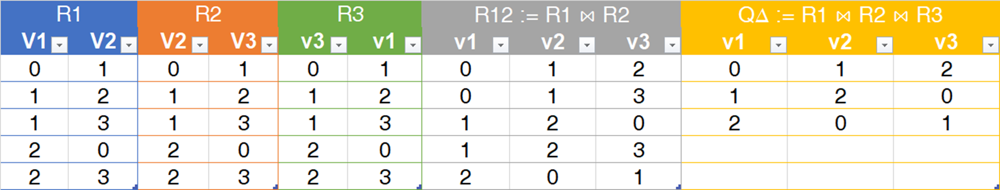 R1 R2 R3 R12 := R1 ⋈ R2 QΔ := R1 ⋈ R2 ⋈ R3
V1 V2 V2 V3 v3 v1 v1 v2 v3 v1 v2 v3
0 1 0 1 0 1 0 1 2 0 1 2
1 2 1 2 1 2 0 1 3 1 2 0
1 3 1 3 1 3 1 2 0 2 0 1
2 0 2 0 2 0 1 2 3
2 3 2 3 2 3 2 0 1